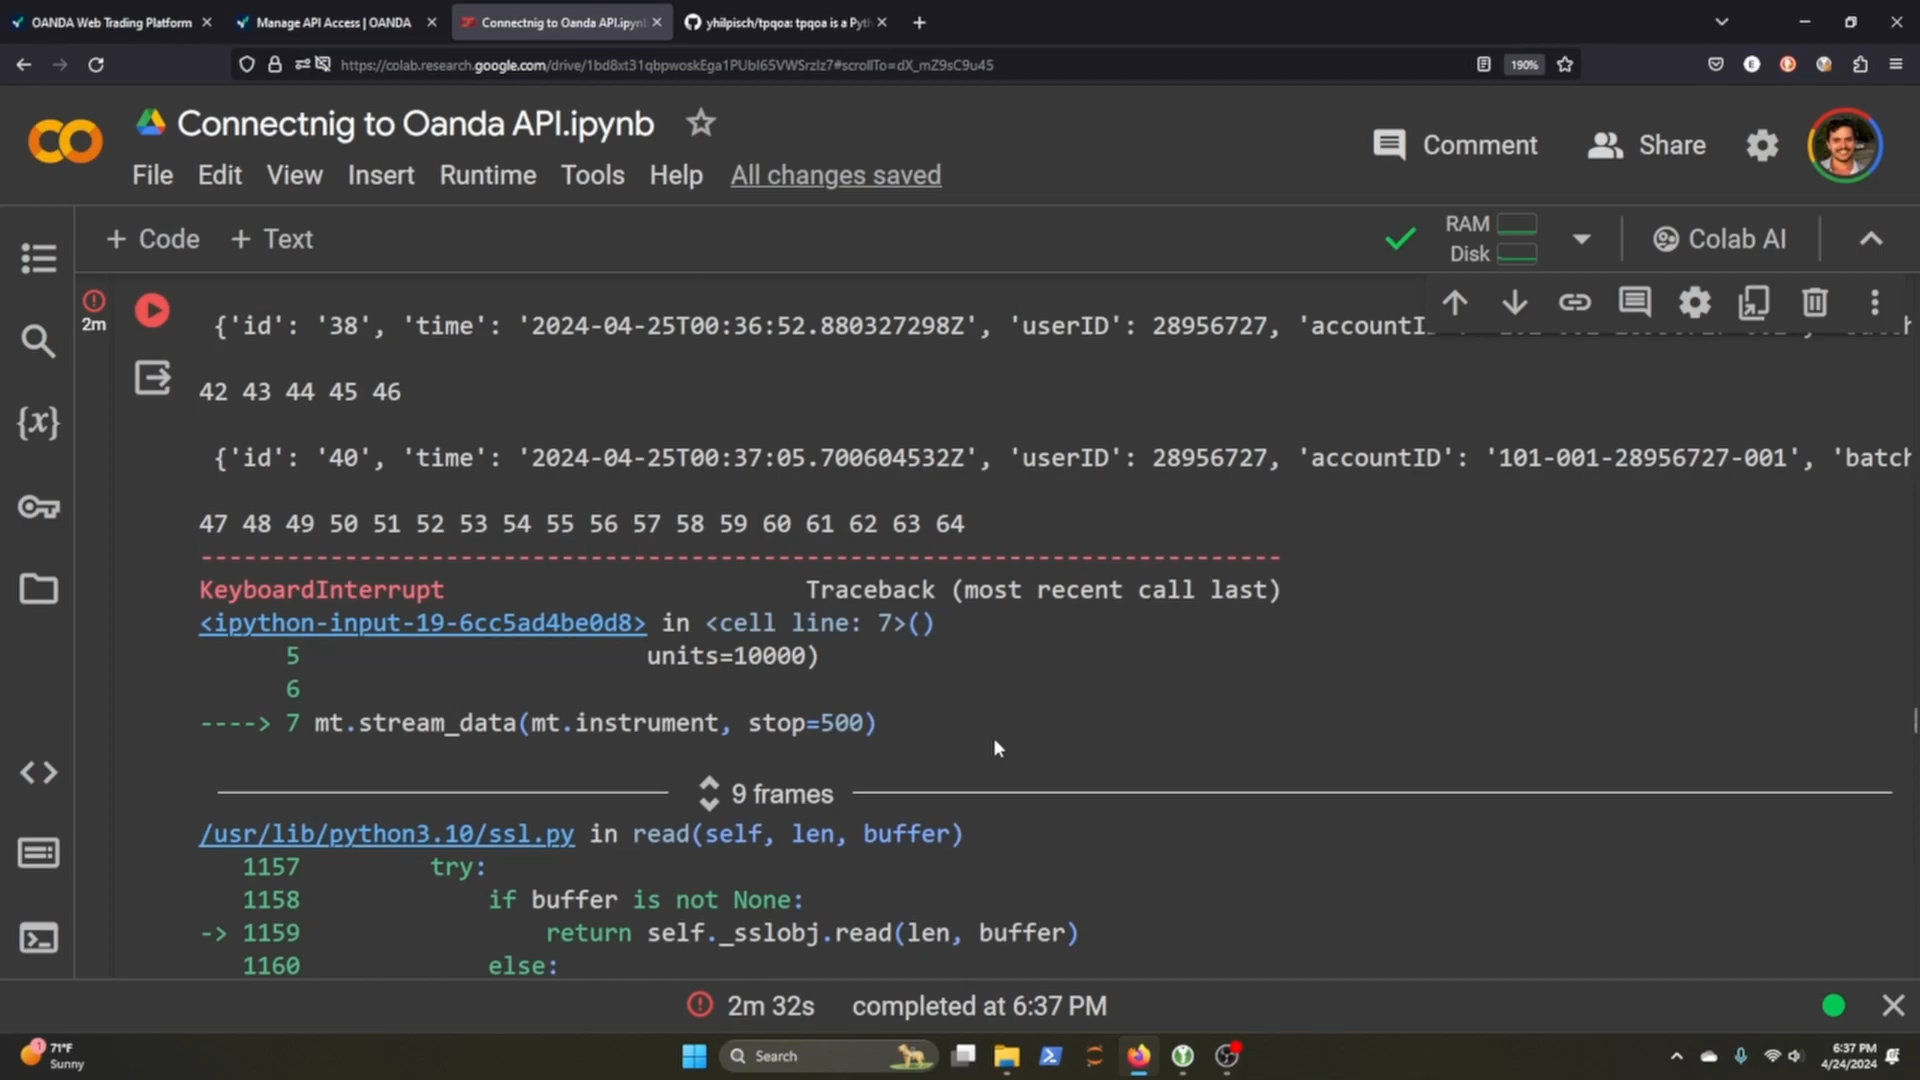 OANDA Web Trading Platform
Manage API Access | OANDA
Connectnig to Oanda API.ipynb
yhilpisch/tpqoa: tpqoa is a Pyth
https://colab.research.google.com/drive/1bd8xt31qbpwoskEga1PUbI65VWSrzIz7#scrollTo=dX_mZ9sC9u45
190%
Connectnig to Oanda API.ipynb
Comment
Share
File Edit View Insert Runtime Tools Help All changes saved
+ Code + Text
RAM
Disk
Colab AI
2m
{'id': '38', 'time': '2024-04-25T00:36:52.880327298Z', 'userID': 28956727, 'accountI
42 43 44 45 46
{'id': '40', 'time': '2024-04-25T00:37:05.700604532Z', 'userID': 28956727, 'accountID': '101-001-28956727-001', 'batch
47 48 49 50 51 52 53 54 55 56 57 58 59 60 61 62 63 64
---------------------------------------------------------------------------
KeyboardInterrupt Traceback (most recent call last)
<ipython-input-19-6cc5ad4be0d8> in <cell line: 7>()
5 units=10000)
6
----> 7 mt.stream_data(mt.instrument, stop=500)
9 frames
/usr/lib/python3.10/ssl.py in read(self, len, buffer)
1157 try:
1158 if buffer is not None:
-> 1159 return self._sslobj.read(len, buffer)
1160 else:
2m 32s completed at 6:37 PM
1
71°F
Sunny
Search
6:37 PM
4/24/2024